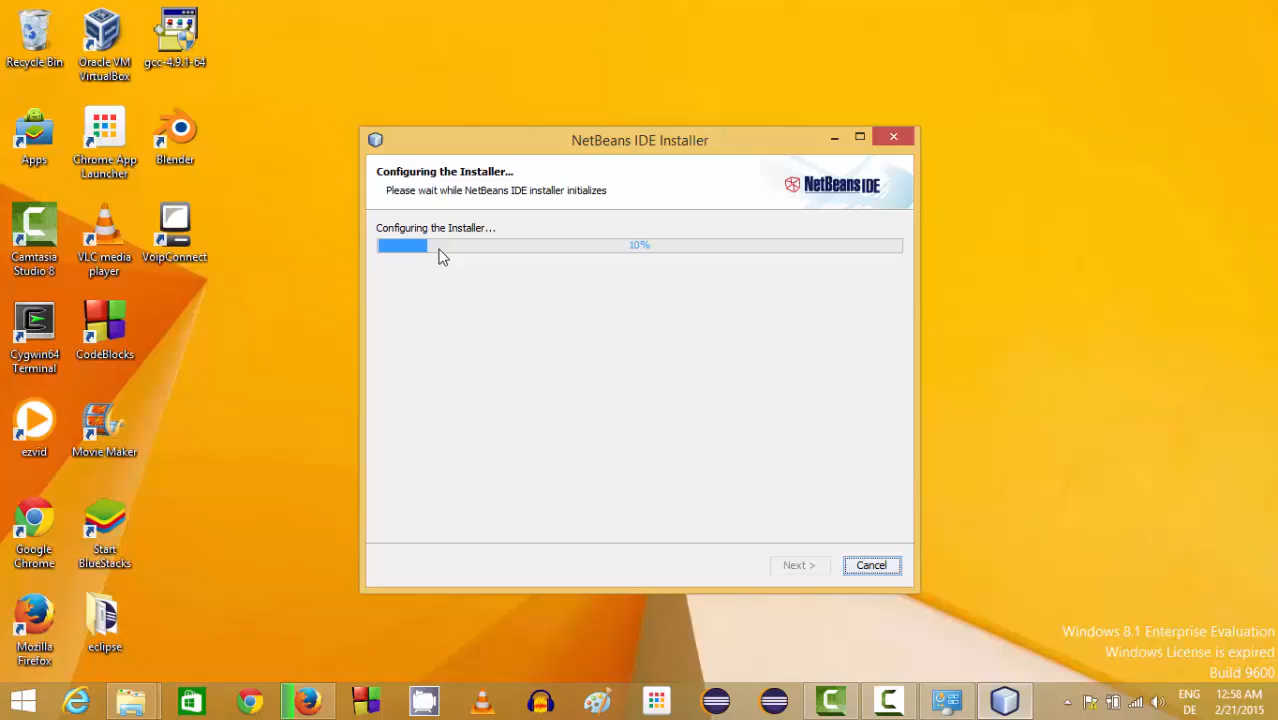 Recycle Bin
Oracle VM
VirtualBox
gcc-4.9.1-64
Apps
Chrome App
Launcher
Blender
Camtasia
Studio 8
VLC media
player
VoipConnect
Cygwin64
Terminal
CodeBlocks
ezvid
Movie Maker
Google
Chrome
Start
BlueStacks
Mozilla
Firefox
eclipse
NetBeans IDE Installer
Configuring the Installer...
Please wait while NetBeans IDE installer initializes
NetBeans IDE
Configuring the Installer...
10%
Next >
Cancel
Windows 8.1 Enterprise Evaluation
Windows License is expired
Build 9600
ENG
DE
12:58 AM
2/21/2015